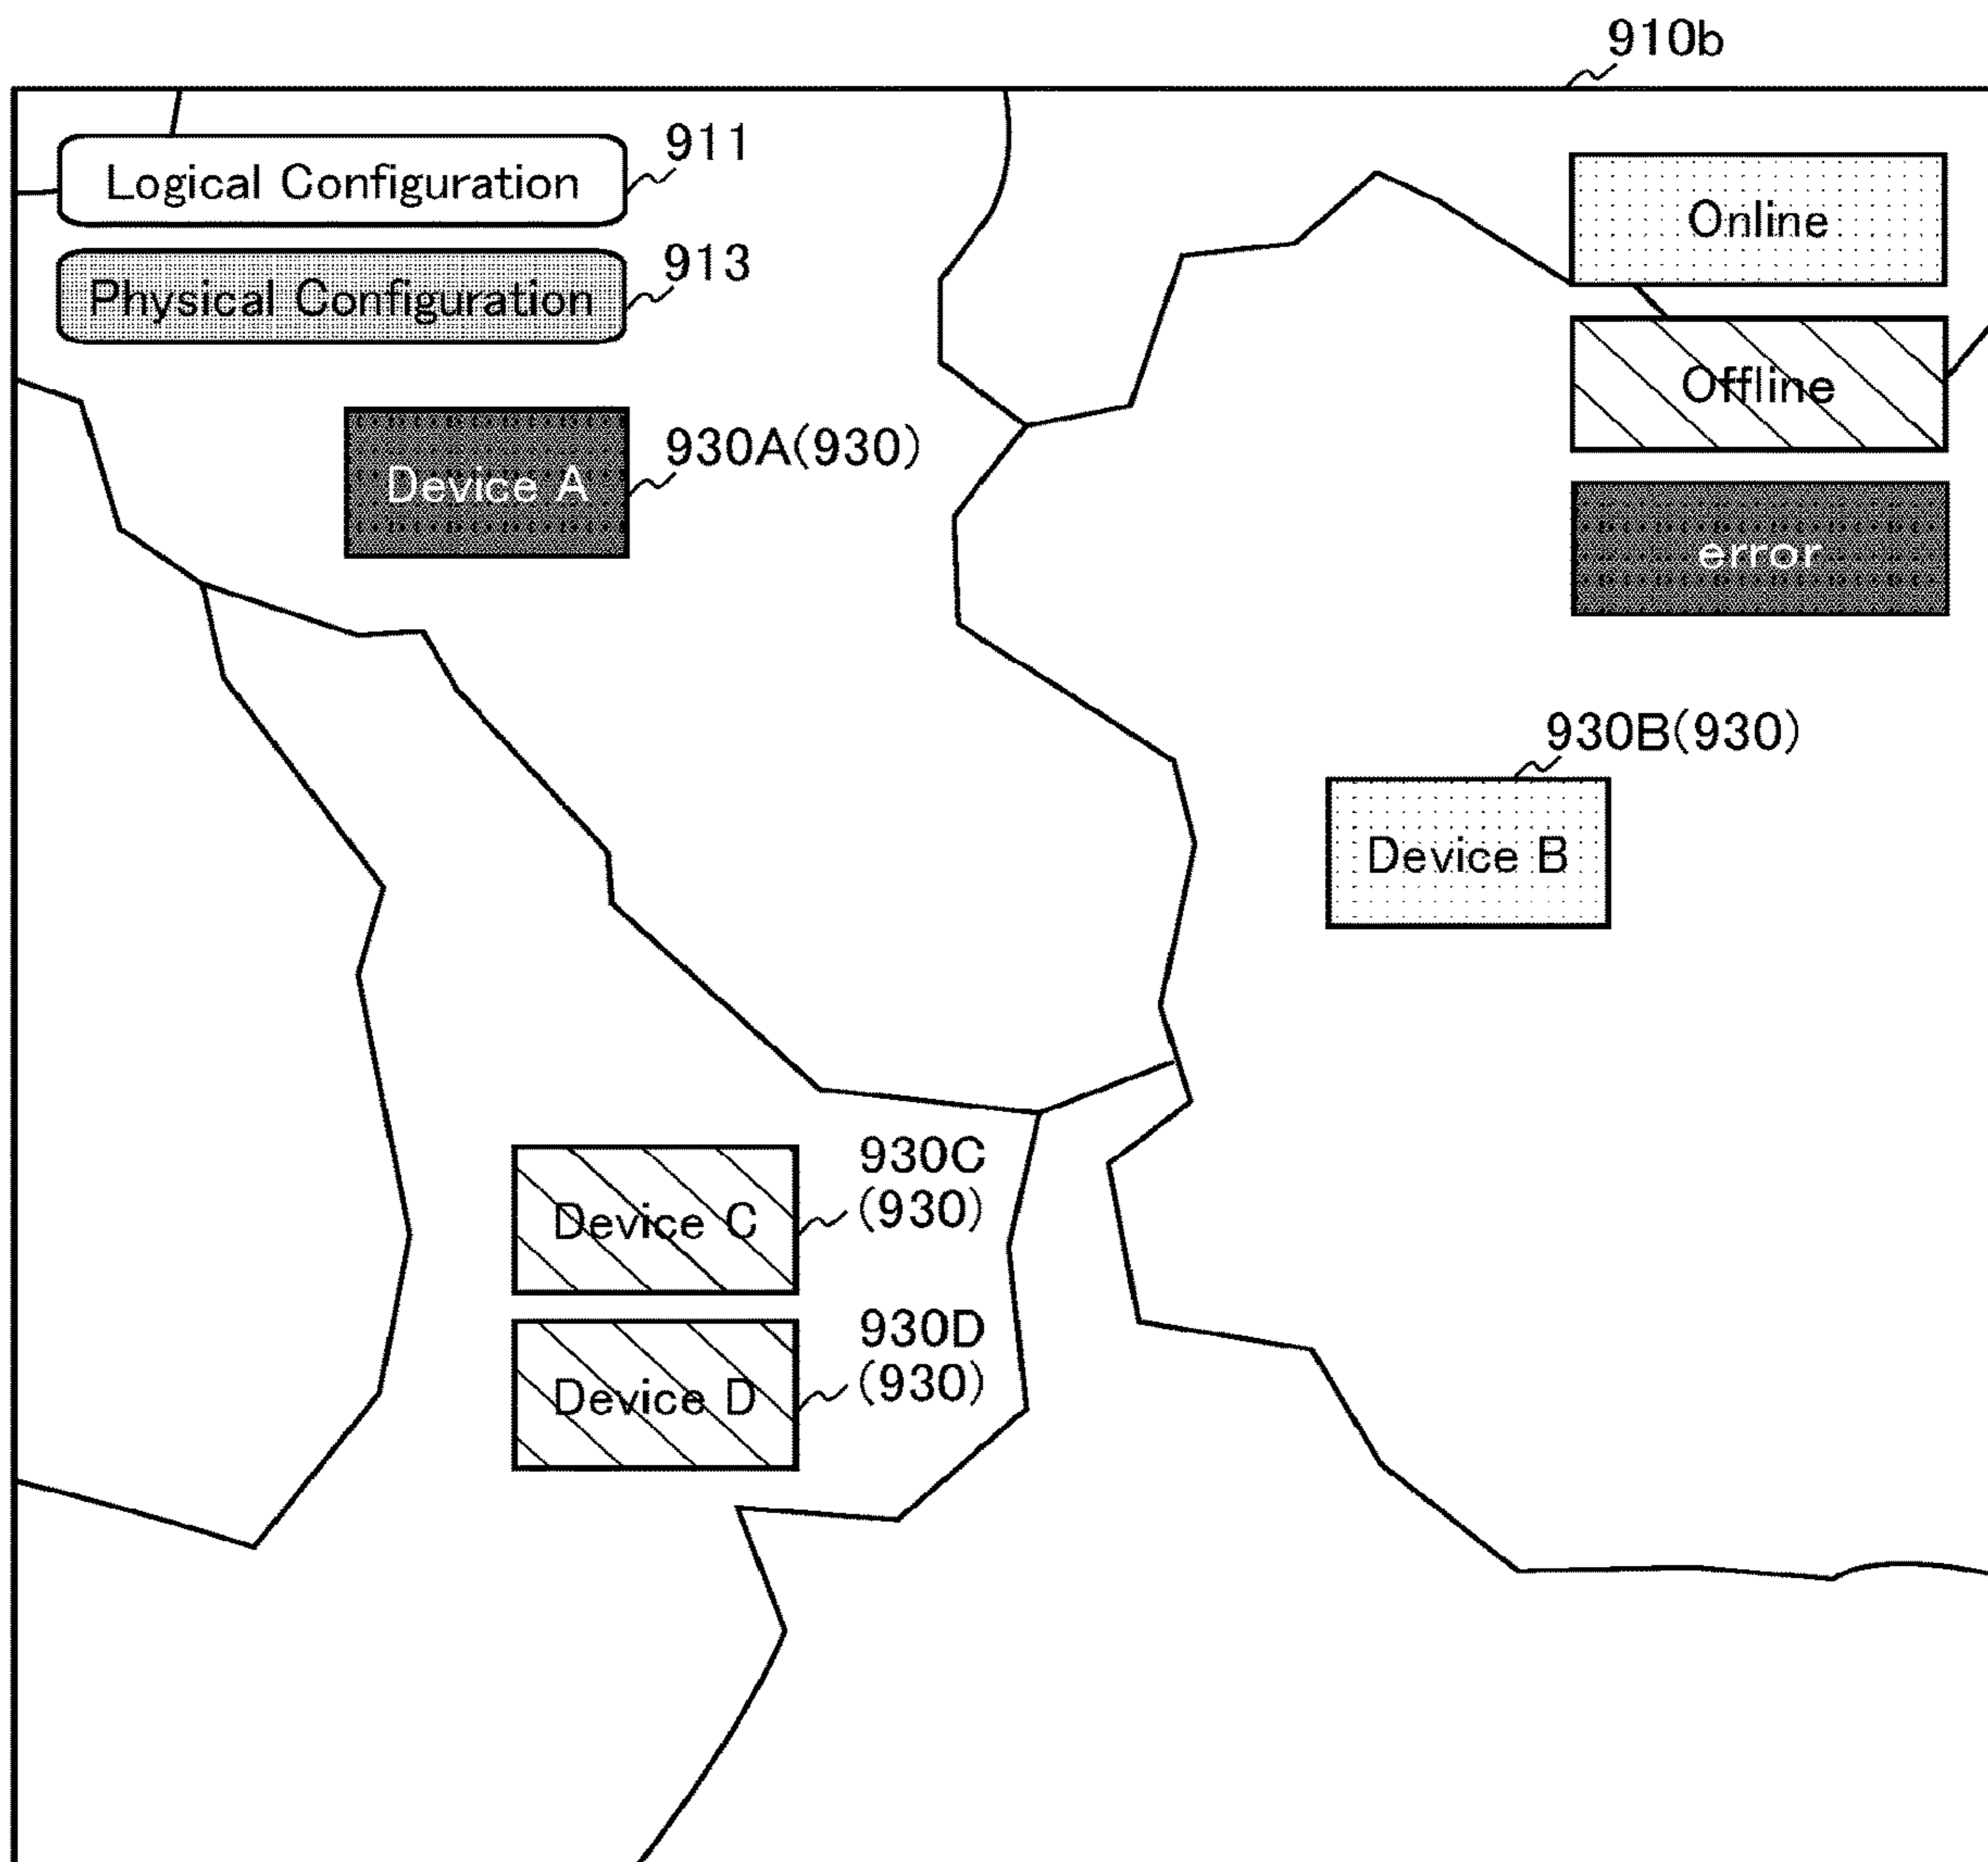 910b
Logical Configuration
911
Physical Configuration
913
Online
Offline
error
Device A
930A(930)
930B(930)
Device B
Device C
930C
(930)
Device D
930D
(930)